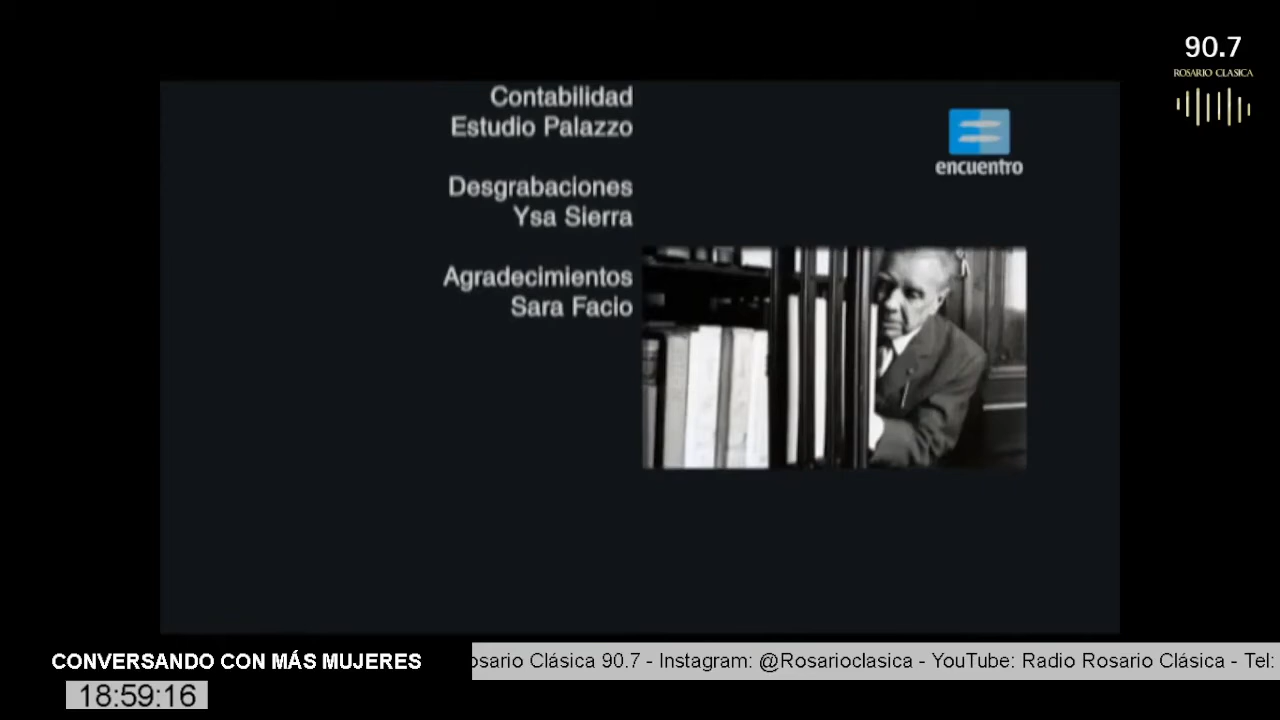 90.7
ROSARIO CLASICA
Contabilidad
Estudio Palazzo
encuentro
Desgrabaciones
Ysa Sierra
Agradecimientos
Sara Facio
CONVERSANDO CON MÁS MUJERES
osario Clásica 90.7 - Instagram: @Rosarioclasica - YouTube: Radio Rosario Clásica - Tel:
18:59:16